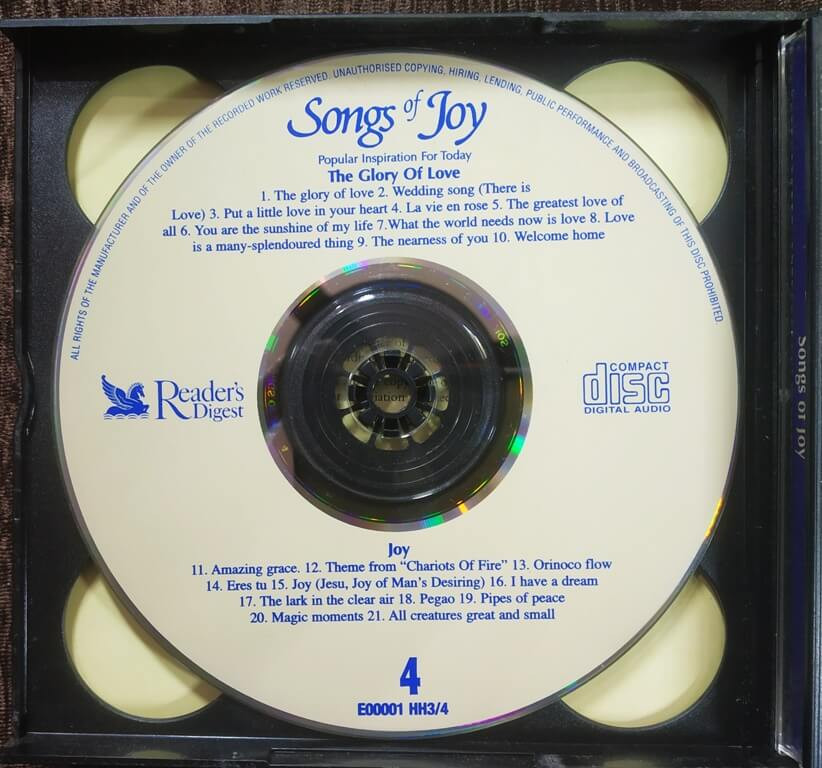 ALL RIGHTS OF THE MANUFACTURER AND OF THE OWNER OF THE RECORDED WORK RESERVED. UNAUTHORISED COPYING, HIRING, LENDING, PUBLIC PERFORMANCE AND BROADCASTING OF THIS DISC PROHIBITED.
Songs of Joy
Popular Inspiration For Today
The Glory Of Love
1. The glory of love 2. Wedding song (There is
Love) 3. Put a little love in your heart 4. La vie en rose 5. The greatest love of
all 6. You are the sunshine of my life 7.What the world needs now is love 8. Love
is a many-splendoured thing 9. The nearness of you 10. Welcome home
Reader's
Digest
COMPACT
disc
DIGITAL AUDIO
Joy
11. Amazing grace. 12. Theme from “Chariots Of Fire” 13. Orinoco flow
14. Eres tu 15. Joy (Jesu, Joy of Man's Desiring) 16. I have a dream
17. The lark in the clear air 18. Pegao 19. Pipes of peace
20. Magic moments 21. All creatures great and small
4
E00001 HH3/4
Songs of Joy